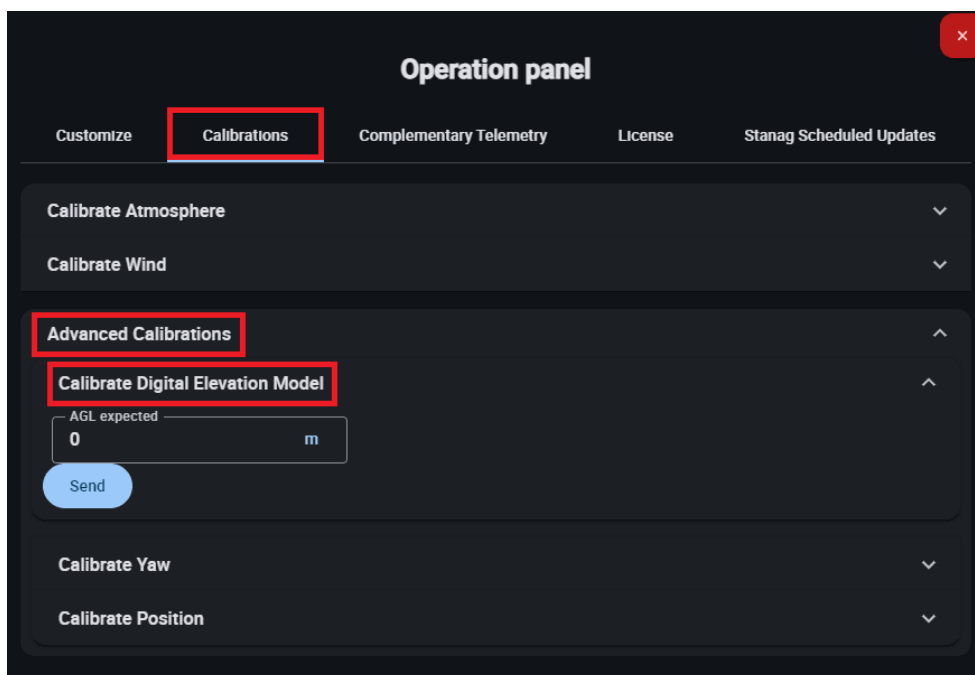 Operation panel
Customize Calibrations Complementary Telemetry License Stanag Scheduled Updates
Calibrate Atmosphere
Calibrate Wind
Advanced Calibrations
Calibrate Digital Elevation Model
AGL expected
0 m
Send
Calibrate Yaw
Calibrate Position